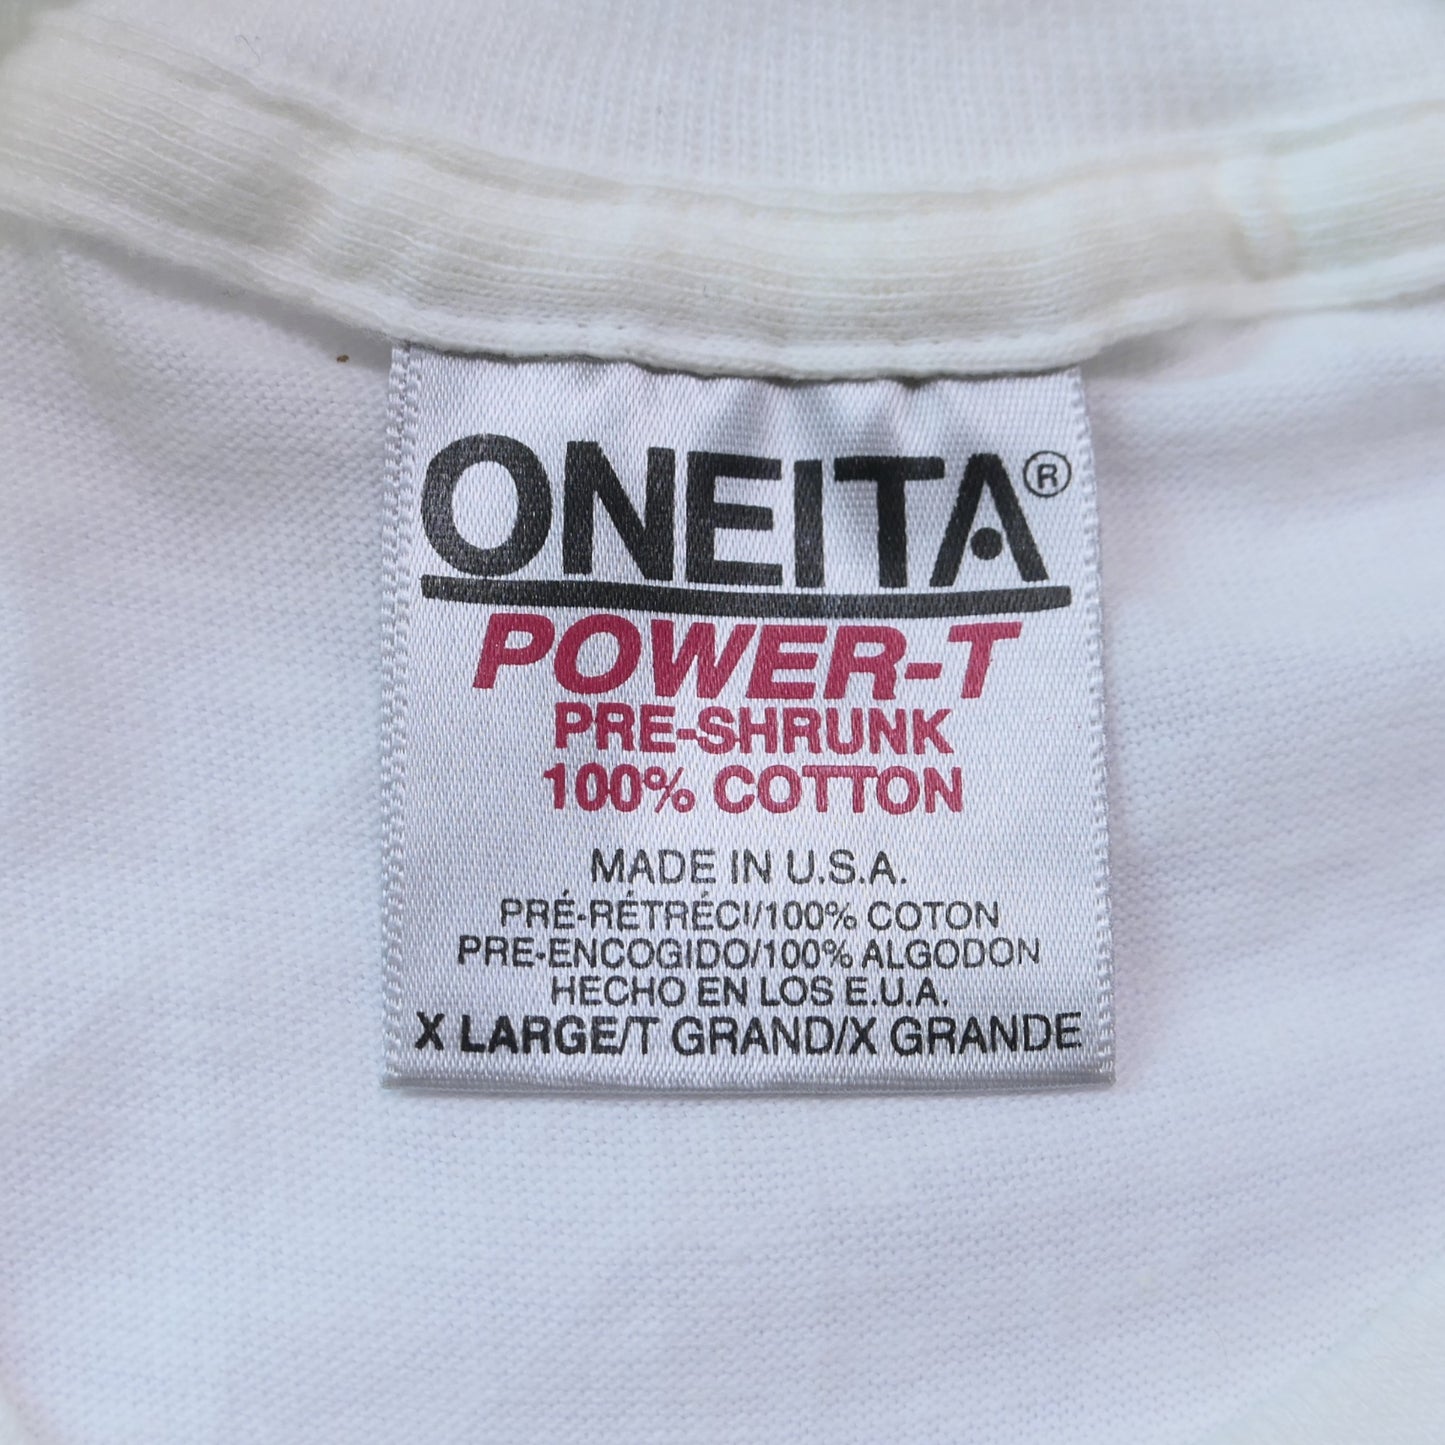 ONEITA®
POWER-T
PRE-SHRUNK
100% COTTON
MADE IN U.S.A.
PRÉ-RÉTRÉCI/100% COTON
PRE-ENCOGIDO/100% ALGODON
HECHO EN LOS E.U.A.
X LARGE/T GRAND/X GRANDE